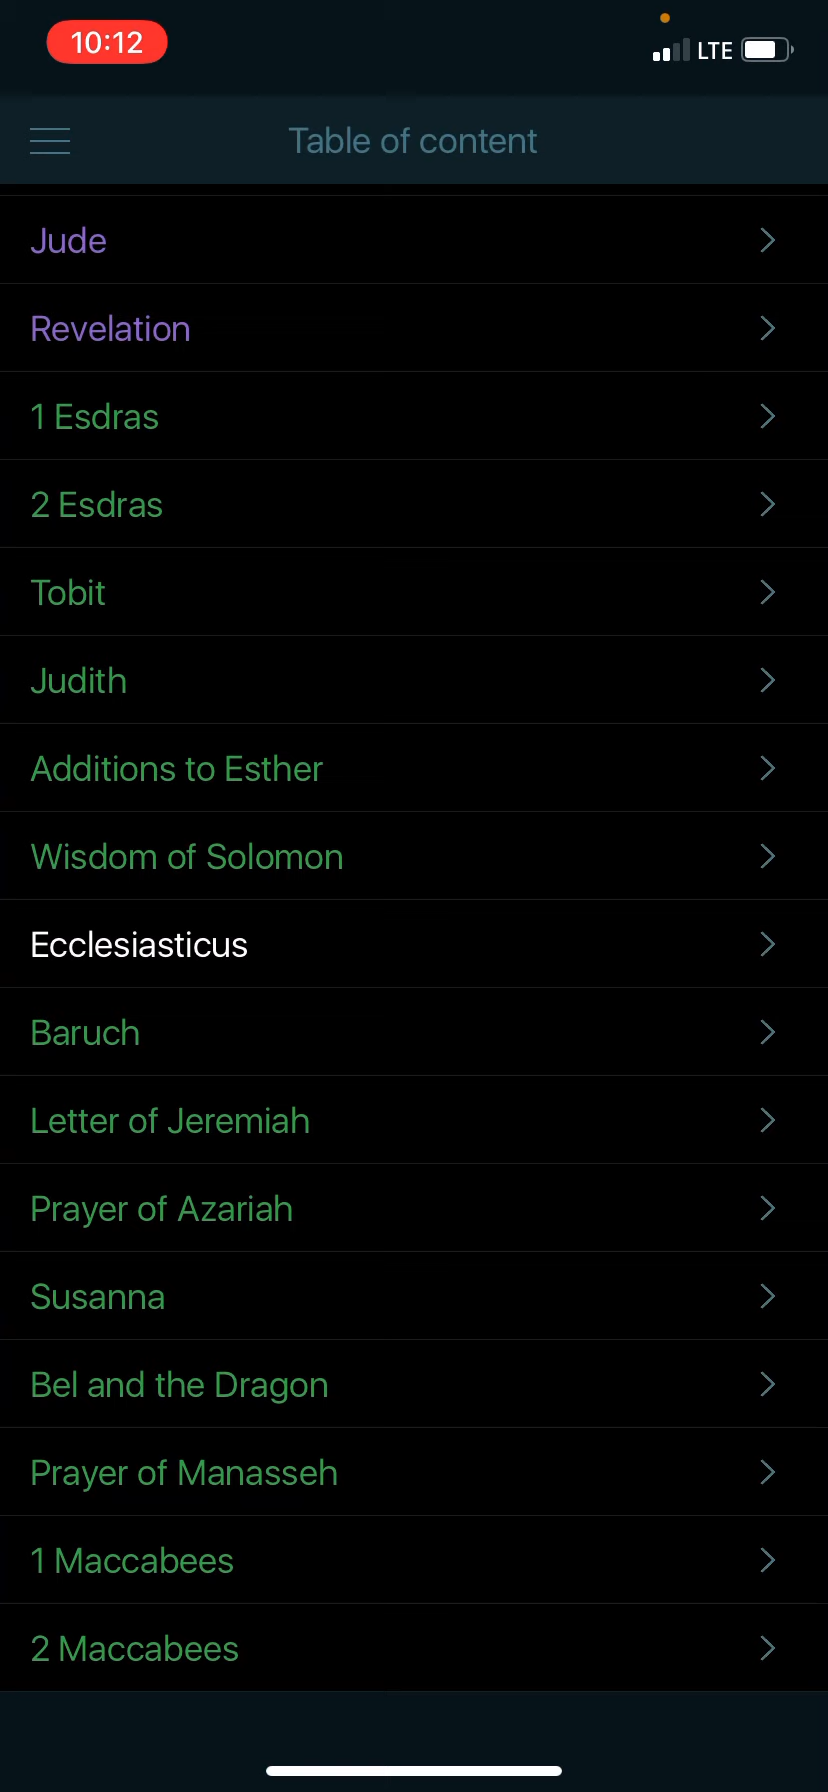 10:12
LTE
Table of content
Jude
Revelation
1 Esdras
2 Esdras
Tobit
Judith
Additions to Esther
Wisdom of Solomon
Ecclesiasticus
Baruch
Letter of Jeremiah
Prayer of Azariah
Susanna
Bel and the Dragon
Prayer of Manasseh
1 Maccabees
2 Maccabees